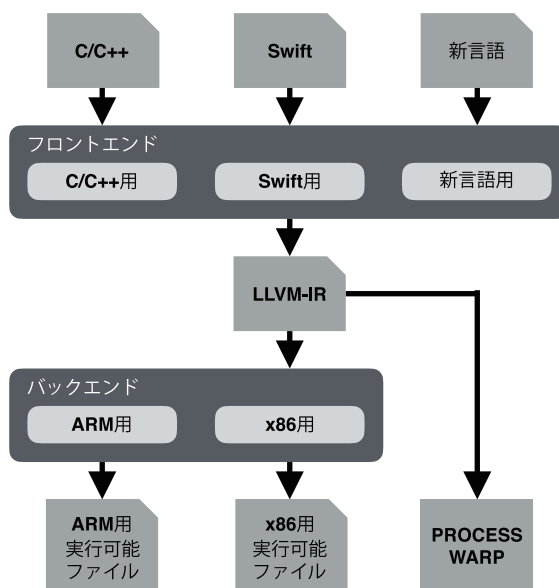 C/C++
Swift
新言語
フロントエンド
C/C++用
Swift用
新言語用
LLVM-IR
バックエンド
ARM用
x86用
ARM用
実行可能
ファイル
x86用
実行可能
ファイル
PROCESS
WARP